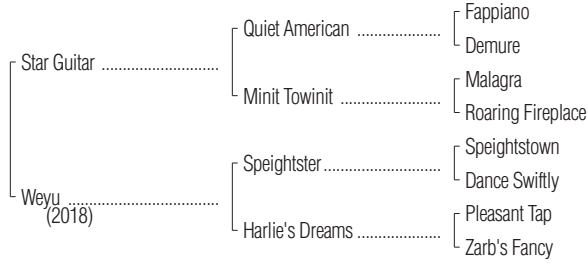 Fappiano
Quiet American ....................
Demure
Star Guitar ............................
Malagra
Minit Towinit ........................
Roaring Fireplace
Speightstown
Speightster............................
Dance Swiftly
Weyu ....................................
(2018)
Pleasant Tap
Harlie's Dreams ....................
Zarb's Fancy